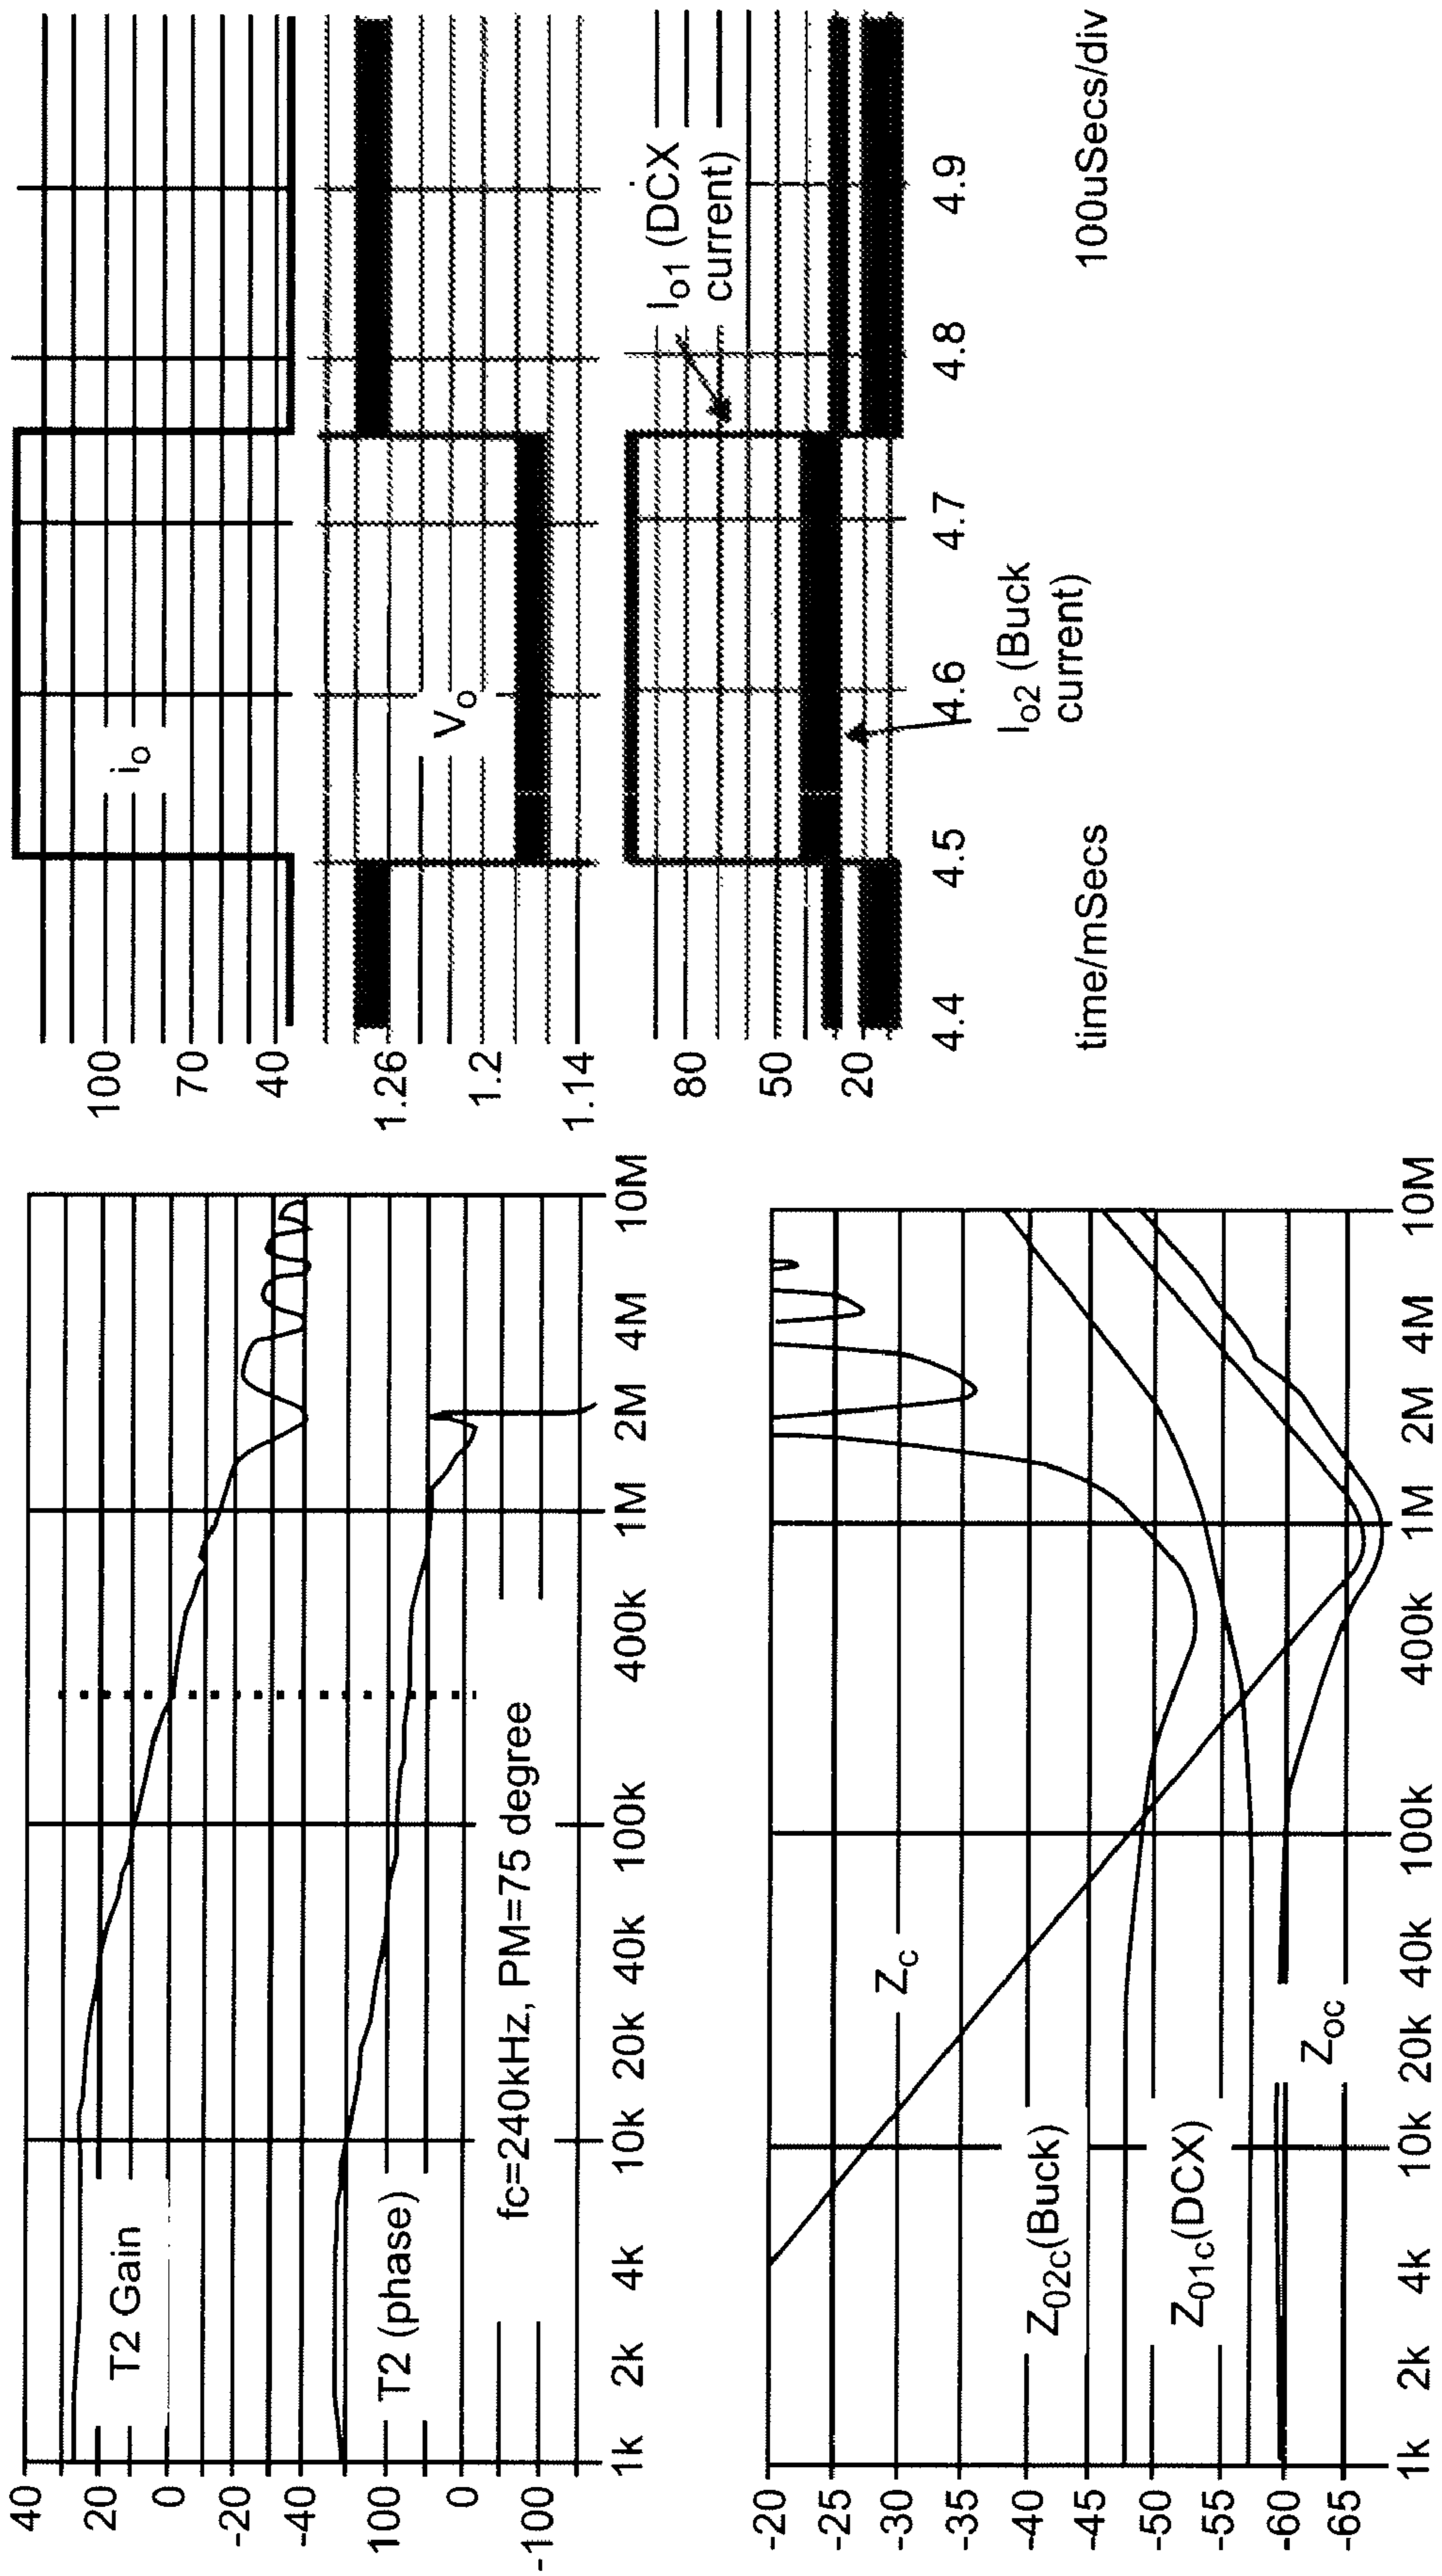 40
20
0
-20
-40
100
0
-100
T2 Gain
T2 (phase)
fc=240kHz, PM=75 degree
1k 2k 4k 10k 20k 40k 100k 400k 1M 2M 4M 10M
-20
-25
-30
-35
-40
-45
-50
-55
-60
-65
Zc
Z02c(Buck)
Z01c(DCX)
Zoc
1k 2k 4k 10k 20k 40k 100k 400k 1M 2M 4M 10M
100
70
40
io
1.26
1.2
1.14
Vo
80
50
20
Io1 (DCX
current)
4.4 4.5 4.6 4.7 4.8 4.9
Io2 (Buck
current)
time/mSecs
100uSecs/div